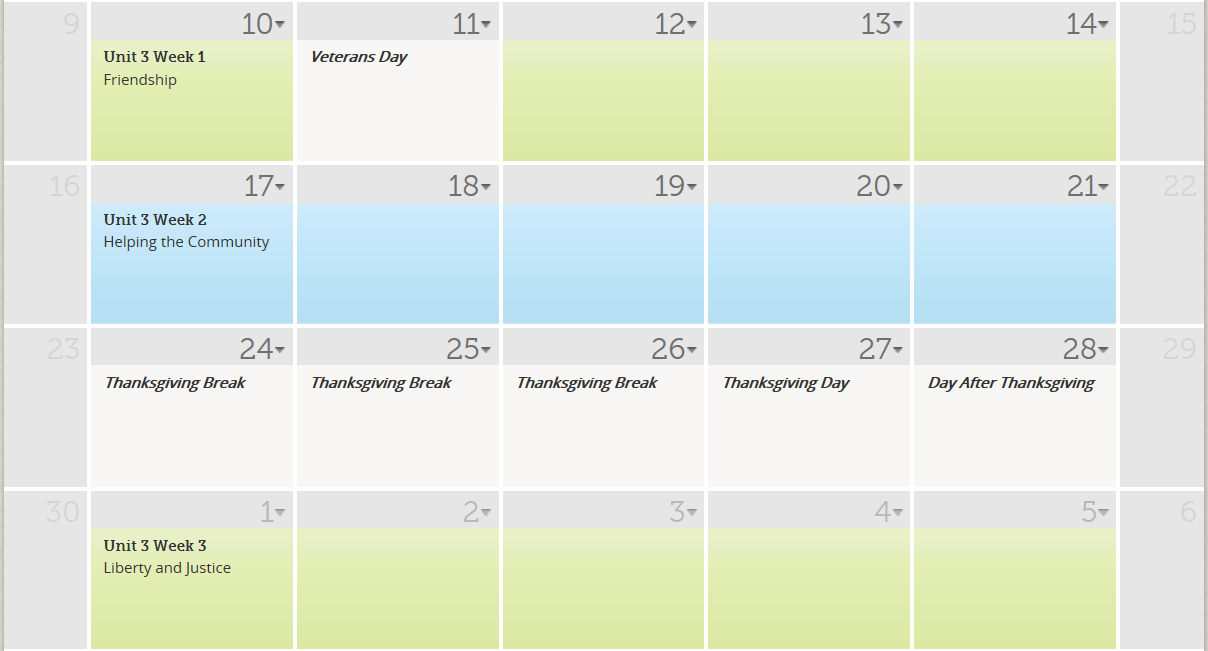 9 10 11 12 13 14 15
Unit 3 Week 1 Veterans Day
Friendship
16 17 18 19 20 21 22
Unit 3 Week 2
Helping the Community
23 24 25 26 27 28 29
Thanksgiving Break Thanksgiving Break Thanksgiving Break Thanksgiving Day Day After Thanksgiving
30 1 2 3 4 5 6
Unit 3 Week 3
Liberty and Justice